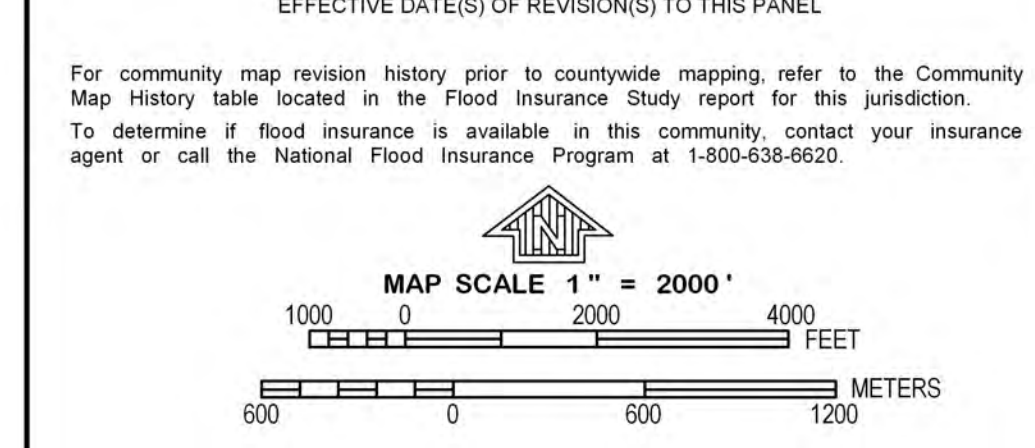 EFFECTIVE DATE(S) OF REVISION(S) TO THIS PANEL
For community map revision history prior to countywide mapping, refer to the Community
Map History table located in the Flood Insurance Study report for this jurisdiction.
To determine if flood insurance is available in this community, contact your insurance
agent or call the National Flood Insurance Program at 1-800-638-6620.
N
MAP SCALE 1" = 2000'
1000 0 2000 4000
FEET
METERS
600 0 600 1200